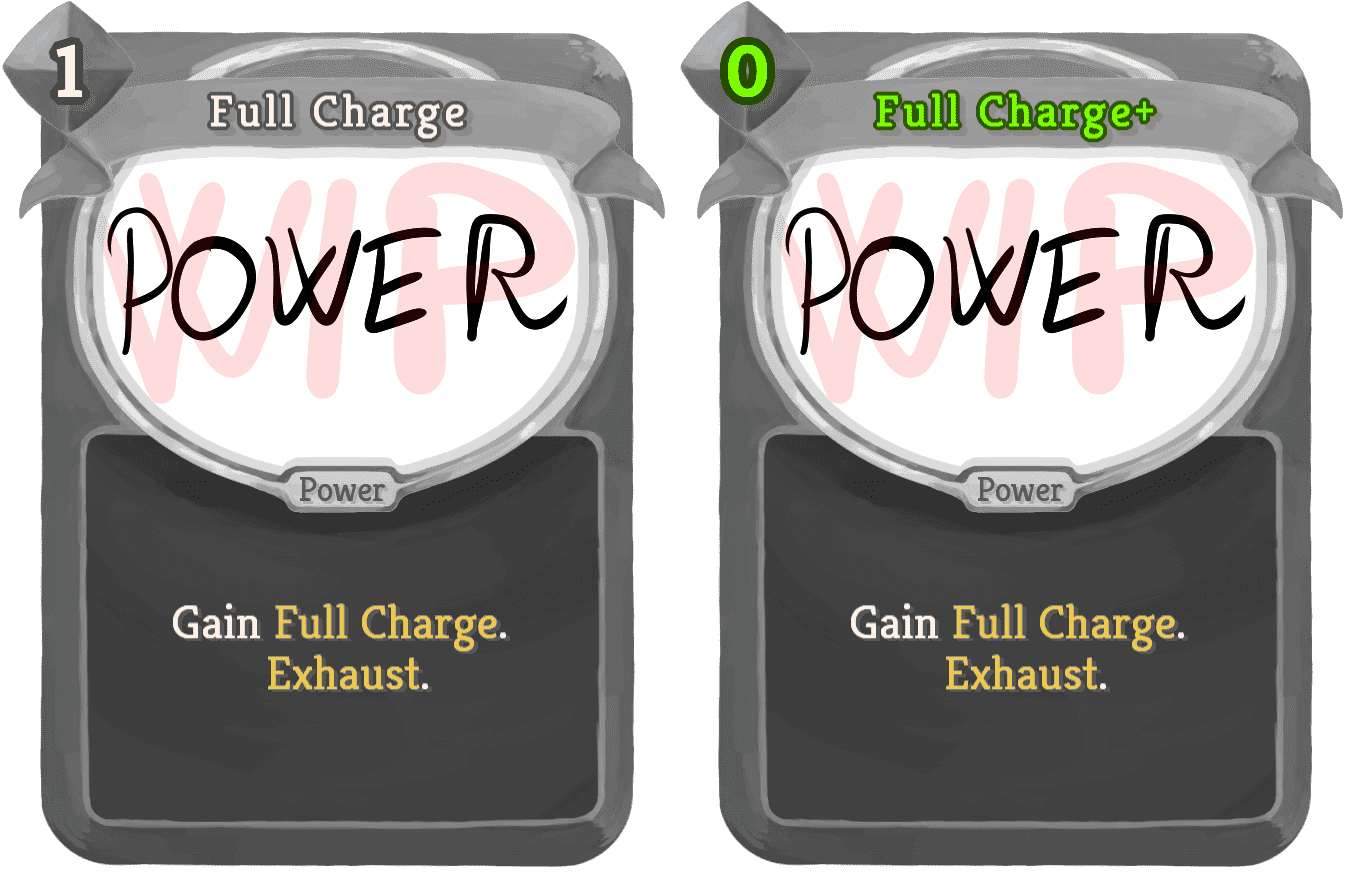 1
Full Charge
WIP
POWER
Power
Gain Full Charge.
Exhaust.
0
Full Charge+
WIP
POWER
Power
Gain Full Charge.
Exhaust.